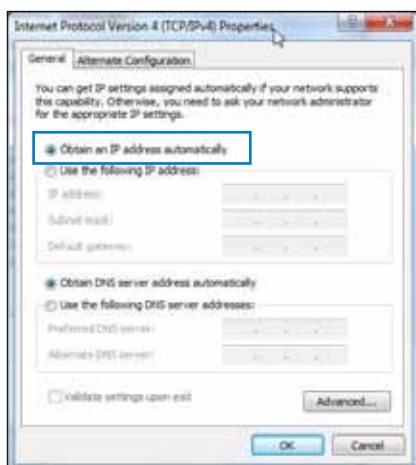 Internet Protocol Version 4 (TCP/IPv4) Properties
General
Alternate Configuration
You can get IP settings assigned automatically if your network supports
this capability. Otherwise, you need to ask your network administrator
for the appropriate IP settings.
Obtain an IP address automatically
Use the following IP address:
IP address:
Subnet mask:
Default gateway:
Obtain DNS server address automatically
Use the following DNS server addresses:
Preferred DNS server:
Alternate DNS server:
Validate settings upon exit
Advanced...
OK
Cancel